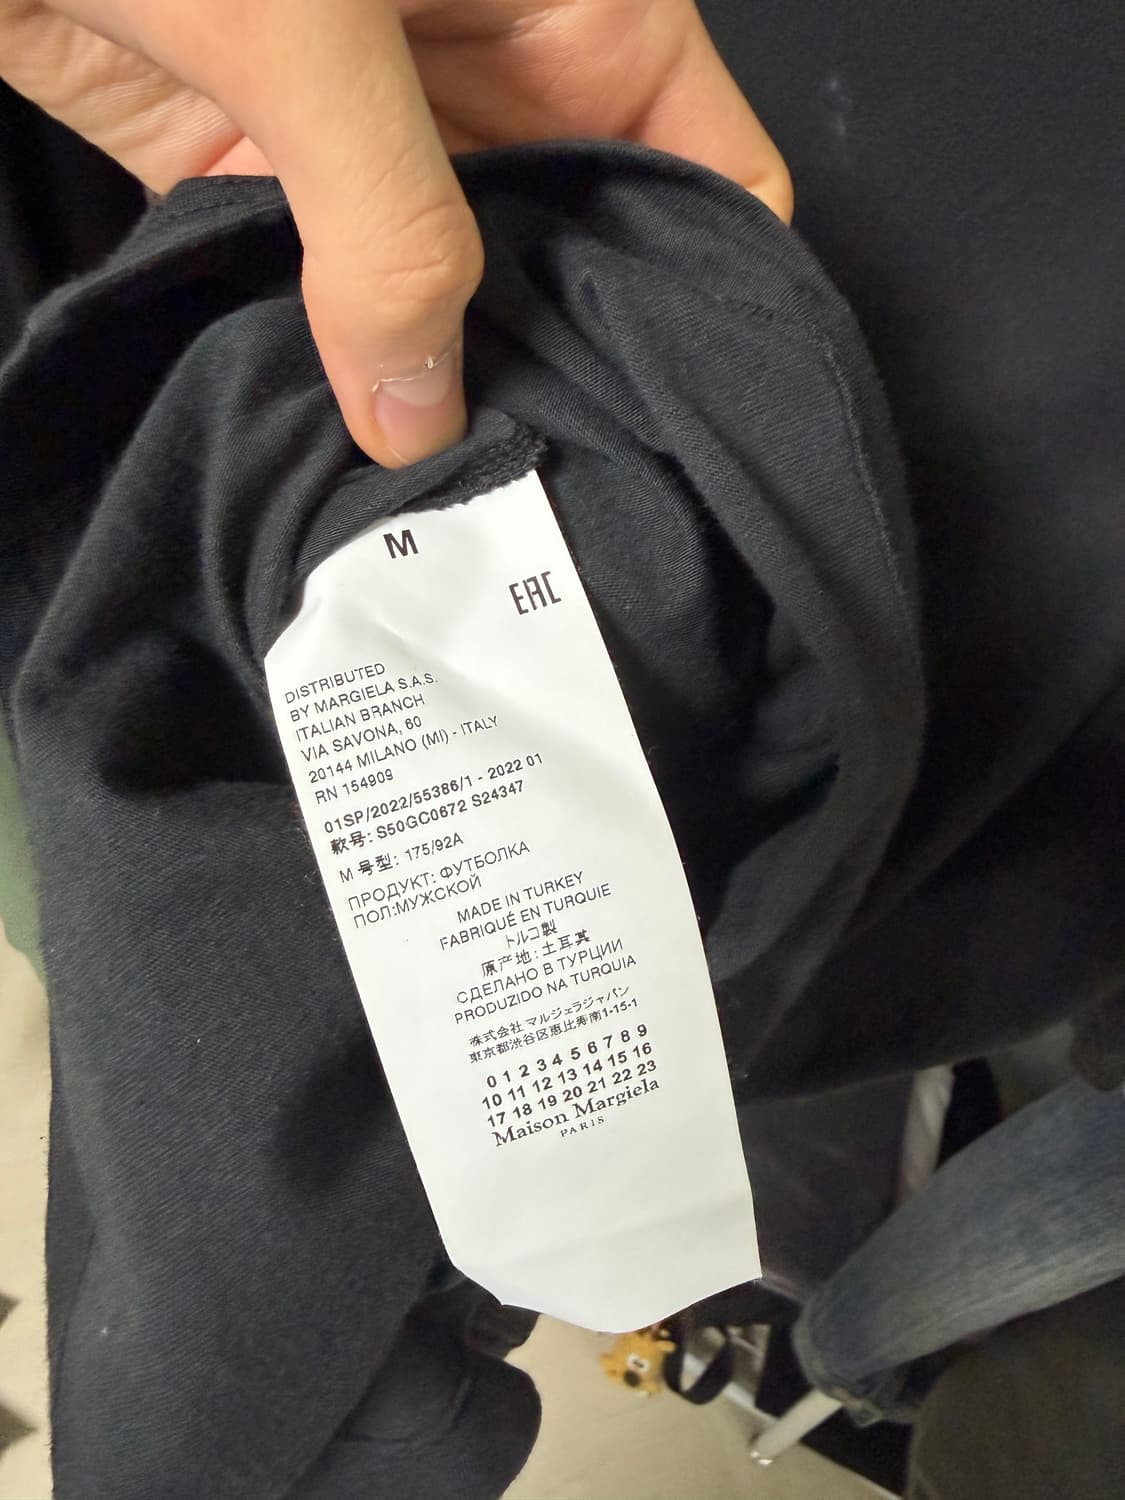 M
EAC
DISTRIBUTED
BY MARGIELA S.A.S.
ITALIAN BRANCH
VIA SAVONA, 60
20144 MILANO (MI) - ITALY
RN 154909
01SP/2022/55386/1 - 2022 01
款号: S50GC0672 S24347
M 号型: 175/92A
ПРОДУКТ: ФУТБОЛКА
ПОЛ:МУЖСКОЙ
MADE IN TURKEY
FABRIQUÉ EN TURQUIE
トルコ製
原产地: 土耳其
СДЕЛАНО В ТУРЦИИ
PRODUZIDO NA TURQUIA
株式会社 マルジェラジャパン
東京都渋谷区恵比寿南1-15-1
0 1 2 3 4 5 6 7 8 9
10 11 12 13 14 15 16
17 18 19 20 21 22 23
Maison Margiela
PARIS